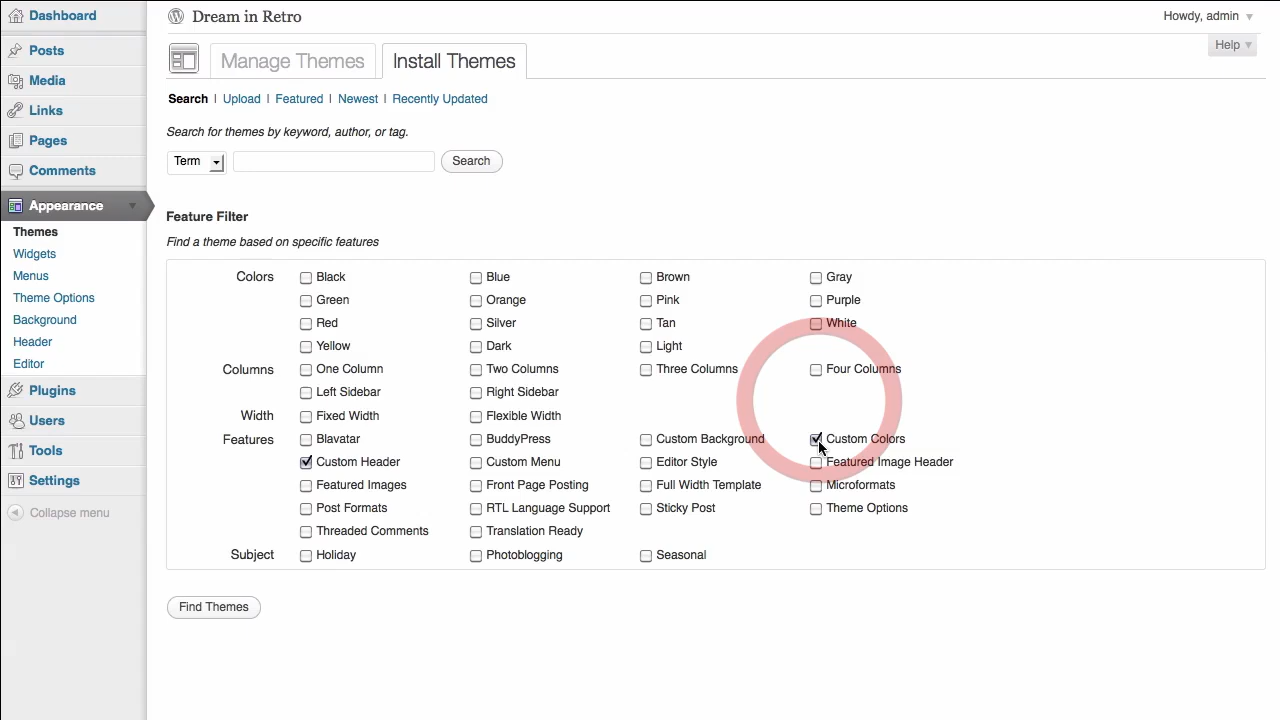 Dashboard
Posts
Media
Links
Pages
Comments
Appearance
Themes
Widgets
Menus
Theme Options
Background
Header
Editor
Plugins
Users
Tools
Settings
Collapse menu
Dream in Retro
Howdy, admin
Help
Manage Themes Install Themes
Search | Upload | Featured | Newest | Recently Updated
Search for themes by keyword, author, or tag.
Term Search
Feature Filter
Find a theme based on specific features
Colors Black Blue Brown Gray
Green Orange Pink Purple
Red Silver Tan White
Yellow Dark Light
Columns One Column Two Columns Three Columns Four Columns
Left Sidebar Right Sidebar
Width Fixed Width Flexible Width
Features Blavatar BuddyPress Custom Background Custom Colors
Custom Header Custom Menu Editor Style Featured Image Header
Featured Images Front Page Posting Full Width Template Microformats
Post Formats RTL Language Support Sticky Post Theme Options
Threaded Comments Translation Ready
Subject Holiday Photoblogging Seasonal
Find Themes